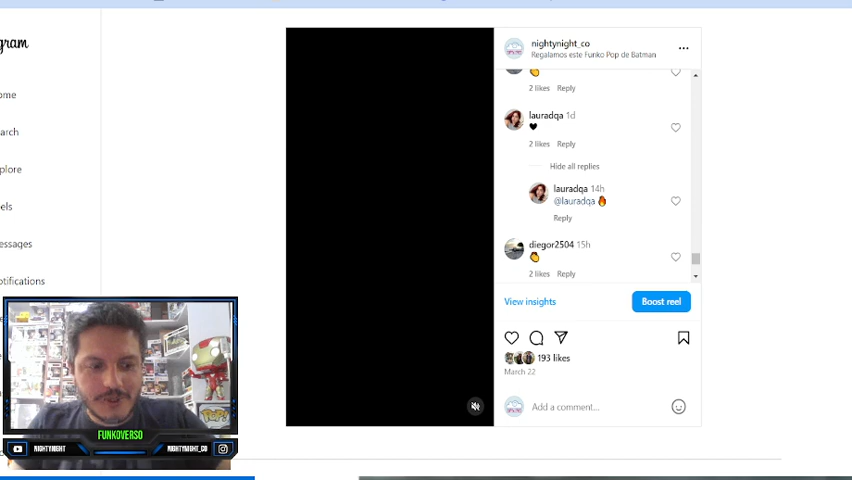 gram
ome
arch
plore
els
essages
otifications
nightynight_co
Regalamos este Funko Pop de Batman
2 likes Reply
lauradqa 1d
🖤
2 likes Reply
Hide all replies
lauradqa 14h
@lauradqa 🔥
Reply
diegor2504 15h
👏
2 likes Reply
View insights
Boost reel
193 likes
March 22
Add a comment...
POP!
FUNKOVERSO
NIGHTYNIGHT
NIGHTYNIGHT_CO